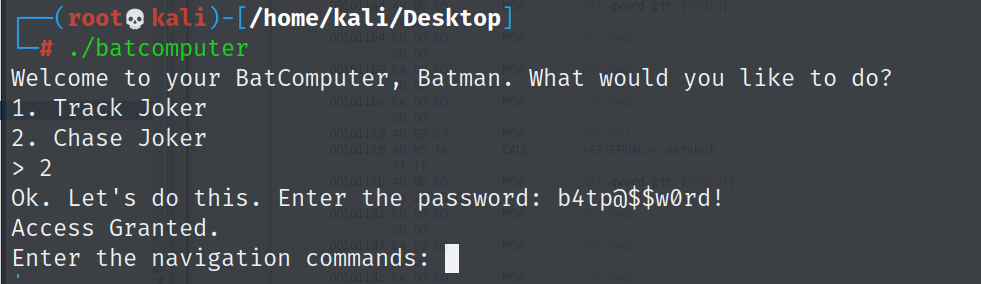 ┌──(root💀kali)-[/home/kali/Desktop]
└─# ./batcomputer
Welcome to your BatComputer, Batman. What would you like to do?
1. Track Joker
2. Chase Joker
> 2
Ok. Let's do this. Enter the password: b4tp@$$w0rd!
Access Granted.
Enter the navigation commands: